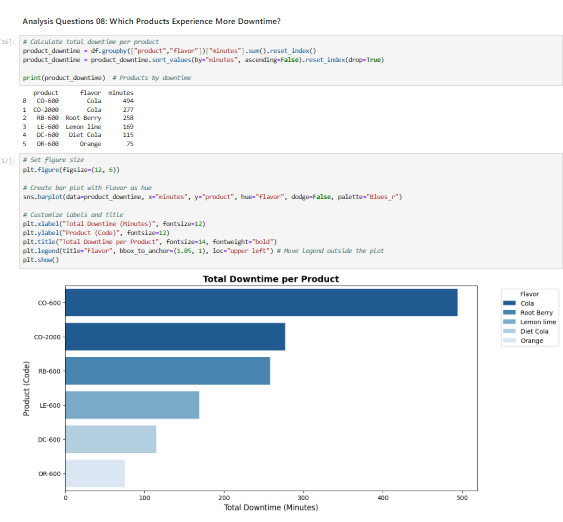 Analysis Questions 08: Which Products Experience More Downtime?
[16]:
# Calculate total downtime per product
product_downtime = df.groupby(["product","flavor"])["minutes"].sum().reset_index()
product_downtime = product_downtime.sort_values(by="minutes", ascending=False).reset_index(drop=True)
print(product_downtime)  # Products by downtime
product flavor minutes
0 CO-600 Cola 494
1 CO-2000 Cola 277
2 RB-600 Root Berry 258
3 LE-600 Lemon lime 169
4 DC-600 Diet Cola 115
5 OR-600 Orange 75
[17]:
# Set figure size
plt.figure(figsize=(12, 6))
# Create bar plot with Flavor as hue
sns.barplot(data=product_downtime, x="minutes", y="product", hue="flavor", dodge=False, palette="Blues_r")
# Customize labels and title
plt.xlabel("Total Downtime (Minutes)", fontsize=12)
plt.ylabel("Product (Code)", fontsize=12)
plt.title("Total Downtime per Product", fontsize=14, fontweight="bold")
plt.legend(title="Flavor", bbox_to_anchor=(1.05, 1), loc="upper left") # Move Legend outside the plot
plt.show()
Total Downtime per Product
CO-600
CO-2000
RB-600
LE-600
DC-600
OR-600
Product (Code)
0 100 200 300 400 500
Total Downtime (Minutes)
Flavor
Cola
Root Berry
Lemon lime
Diet Cola
Orange